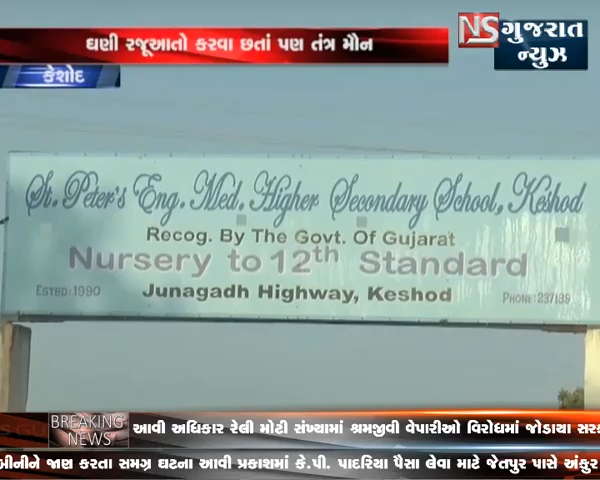 ઘણી રજૂઆતો કરવા છતાં પણ તંત્ર મૌન
NS ગુજરાત ન્યુઝ
કેશોદ
St. Peter's Eng. Med. Higher Secondary School, Keshod
Recog. By The Govt. Of Gujarat
Nursery to 12th Standard
ESTBD:1990 Junagadh Highway, Keshod PHONE:237189
BREAKING NEWS આવી અધિકાર રેલી મોટી સંખ્યામાં શ્રમજીવી વેપારીઓ વિરોધમાં જોડાયા
ને જાણ કરતા સમગ્ર ઘટના આવી પ્રકાશમાં કે.પી. પાદરિયા પૈસા લેવા માટે જેતપુર પાસે અંકુર